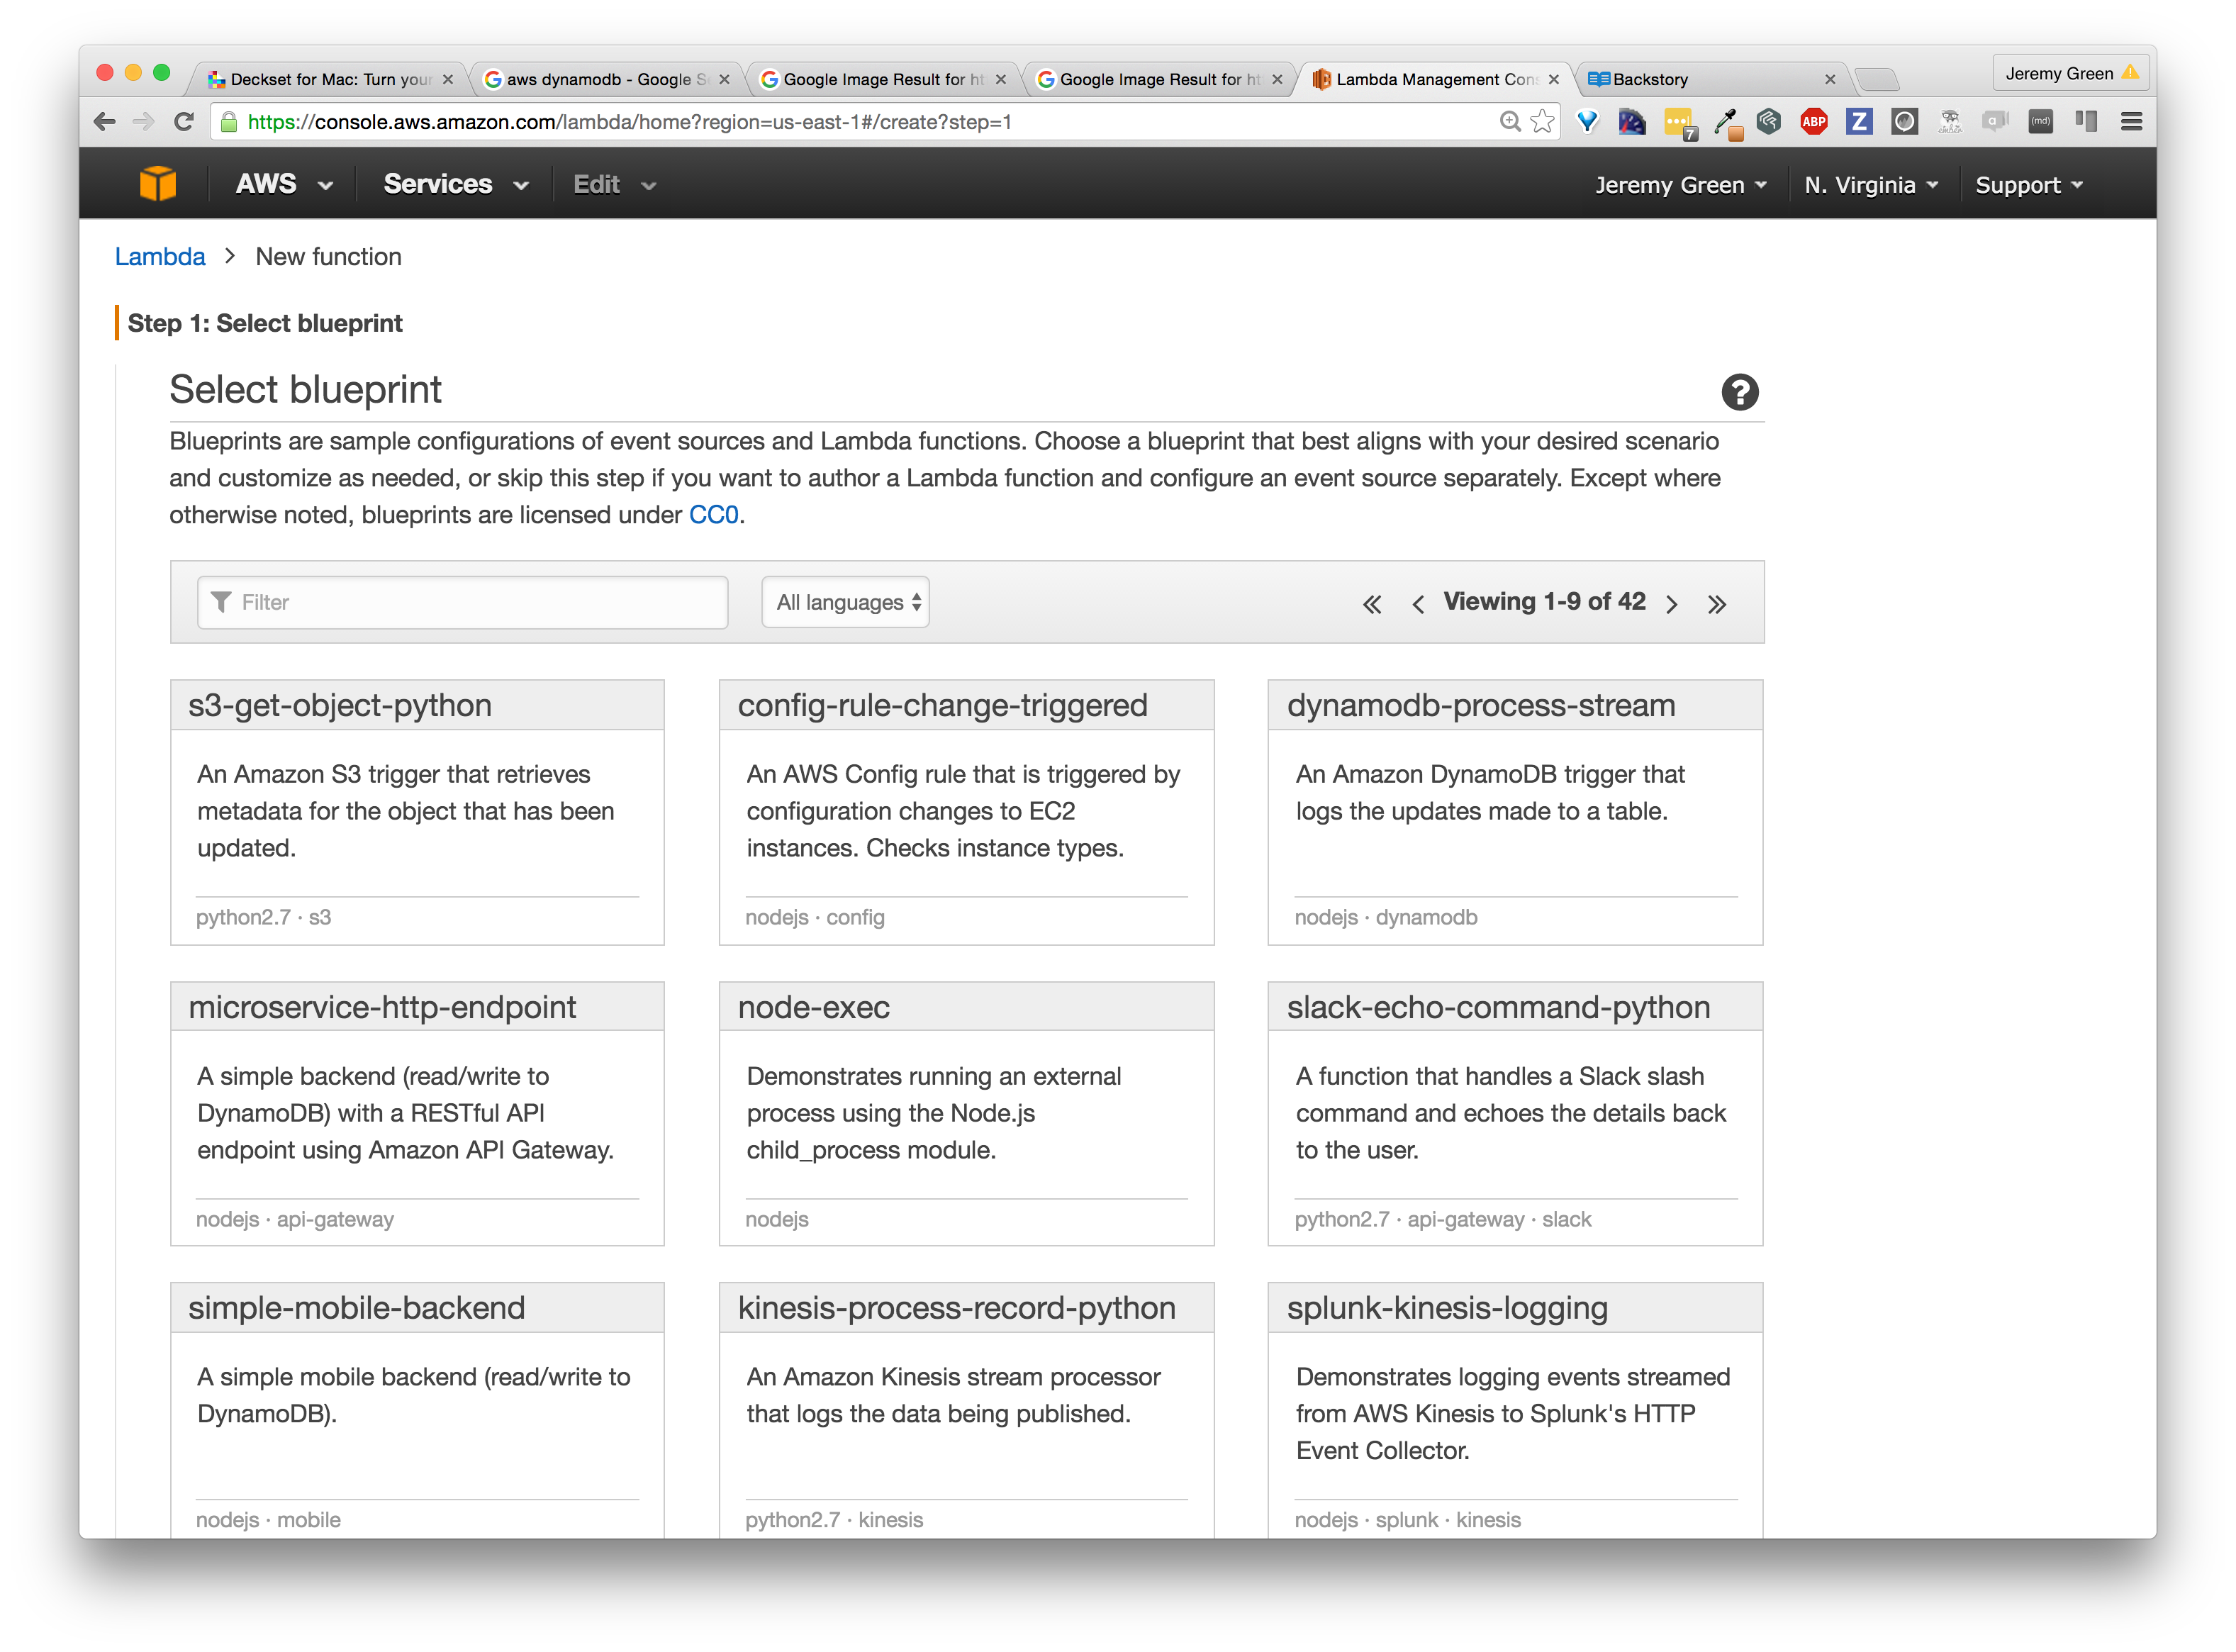 Deckset for Mac: Turn your
aws dynamodb - Google Se
Google Image Result for ht
Google Image Result for ht
Lambda Management Cons
Backstory
Jeremy Green
https://console.aws.amazon.com/lambda/home?region=us-east-1#/create?step=1
7
ABP
Z
ember
a
(md)
AWS
Services
Edit
Jeremy Green
N. Virginia
Support
Lambda > New function
Step 1: Select blueprint
Select blueprint
?
Blueprints are sample configurations of event sources and Lambda functions. Choose a blueprint that best aligns with your desired scenario
and customize as needed, or skip this step if you want to author a Lambda function and configure an event source separately. Except where
otherwise noted, blueprints are licensed under CC0.
Filter
All languages
« < Viewing 1-9 of 42 > »
s3-get-object-python
An Amazon S3 trigger that retrieves
metadata for the object that has been
updated.
python2.7 · s3
config-rule-change-triggered
An AWS Config rule that is triggered by
configuration changes to EC2
instances. Checks instance types.
nodejs · config
dynamodb-process-stream
An Amazon DynamoDB trigger that
logs the updates made to a table.
nodejs · dynamodb
microservice-http-endpoint
A simple backend (read/write to
DynamoDB) with a RESTful API
endpoint using Amazon API Gateway.
nodejs · api-gateway
node-exec
Demonstrates running an external
process using the Node.js
child_process module.
nodejs
slack-echo-command-python
A function that handles a Slack slash
command and echoes the details back
to the user.
python2.7 · api-gateway · slack
simple-mobile-backend
A simple mobile backend (read/write to
DynamoDB).
nodejs · mobile
kinesis-process-record-python
An Amazon Kinesis stream processor
that logs the data being published.
python2.7 · kinesis
splunk-kinesis-logging
Demonstrates logging events streamed
from AWS Kinesis to Splunk's HTTP
Event Collector.
nodejs · splunk · kinesis